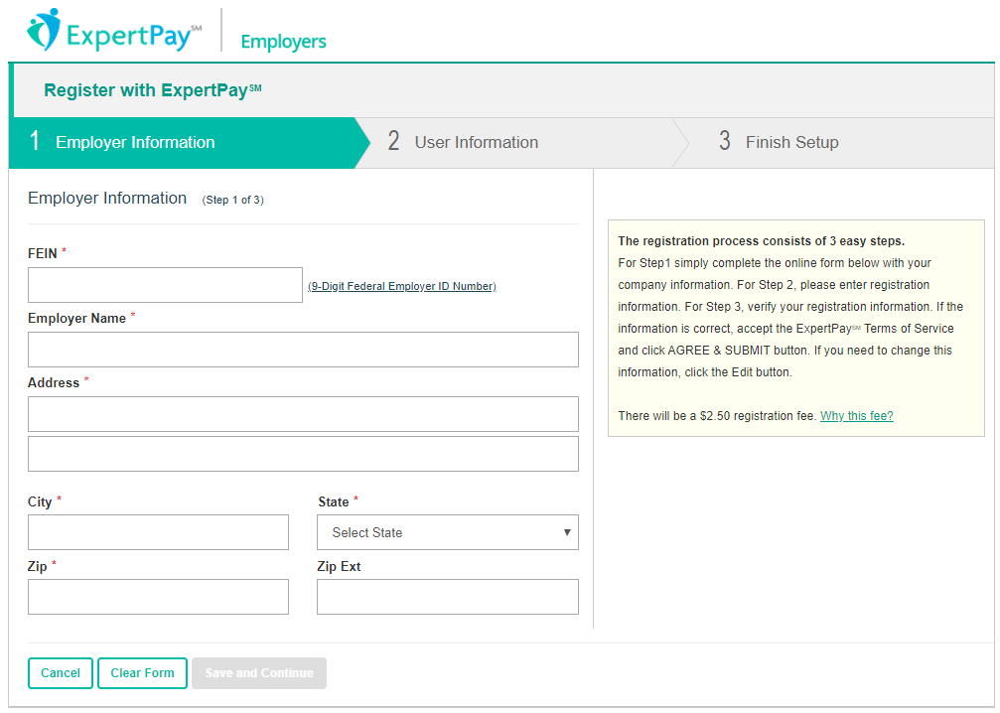 ExpertPay℠
Employers
Register with ExpertPay℠
1 Employer Information
2 User Information
3 Finish Setup
Employer Information (Step 1 of 3)
FEIN *
(9-Digit Federal Employer ID Number)
Employer Name *
Address *
City *
State *
Select State
Zip *
Zip Ext
The registration process consists of 3 easy steps.
For Step1 simply complete the online form below with your
company information. For Step 2, please enter registration
information. For Step 3, verify your registration information. If the
information is correct, accept the ExpertPay℠ Terms of Service
and click AGREE & SUBMIT button. If you need to change this
information, click the Edit button.
There will be a $2.50 registration fee. Why this fee?
Cancel
Clear Form
Save and Continue